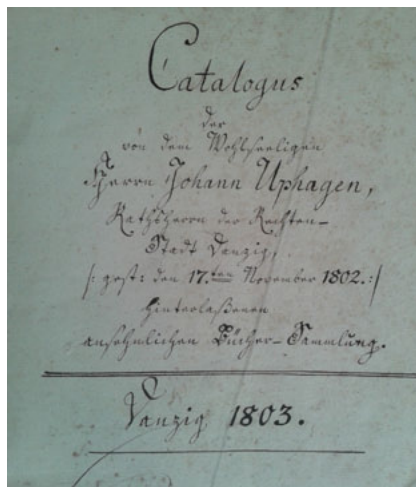 Catalogus
der
von dem Wohlseeligen
Herrn Johann Uphagen,
Rathsherrn der Rechten-
Stadt Danzig,
/: gest: den 17.ten November 1802. :/
hinterlaßenen
ansehnlichen Bücher-Sammlung.
Danzig 1803.